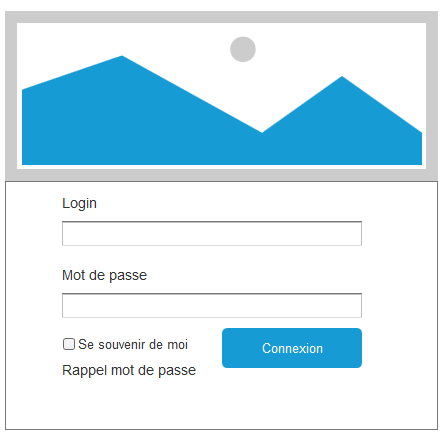 Login
Mot de passe
Se souvenir de moi
Connexion
Rappel mot de passe